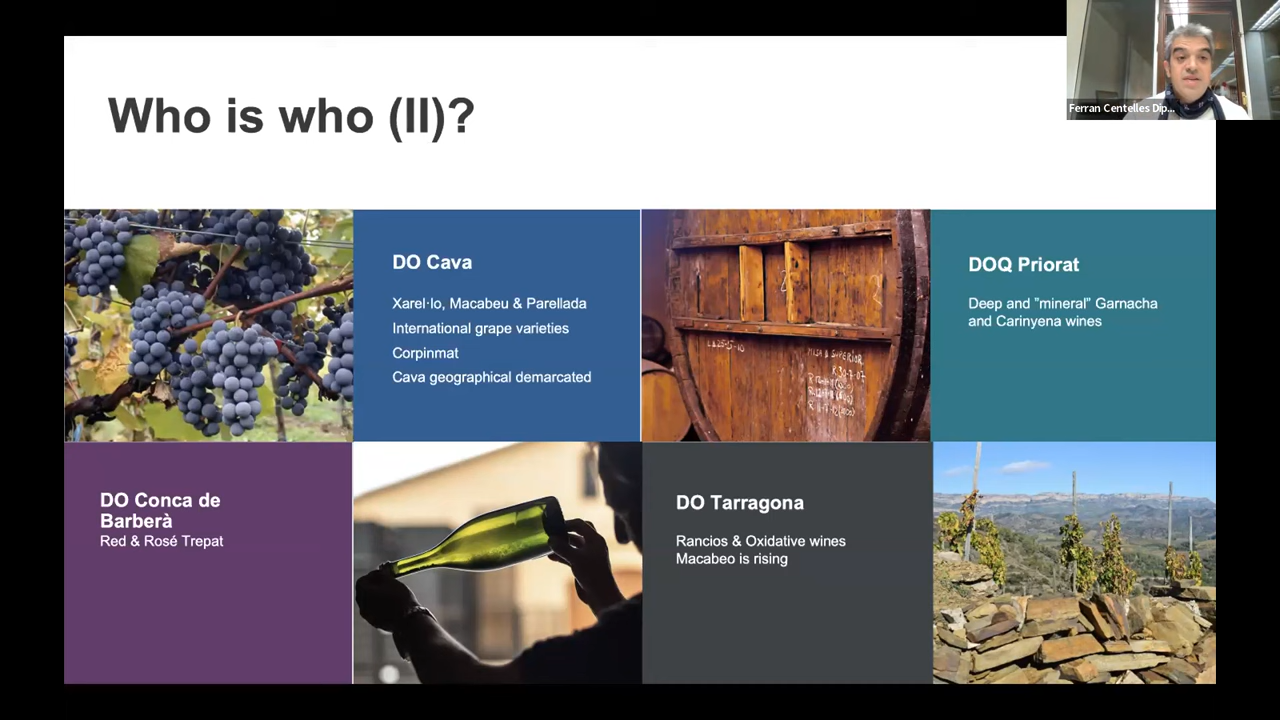 Who is who (II)?
Ferran Centelles Dip...
DO Cava
Xarel·lo, Macabeu & Parellada
International grape varieties
Corpinmat
Cava geographical demarcated
DOQ Priorat
Deep and "mineral" Garnacha
and Carinyena wines
DO Conca de
Barberà
Red & Rosé Trepat
DO Tarragona
Rancios & Oxidative wines
Macabeo is rising
SUPERIOR